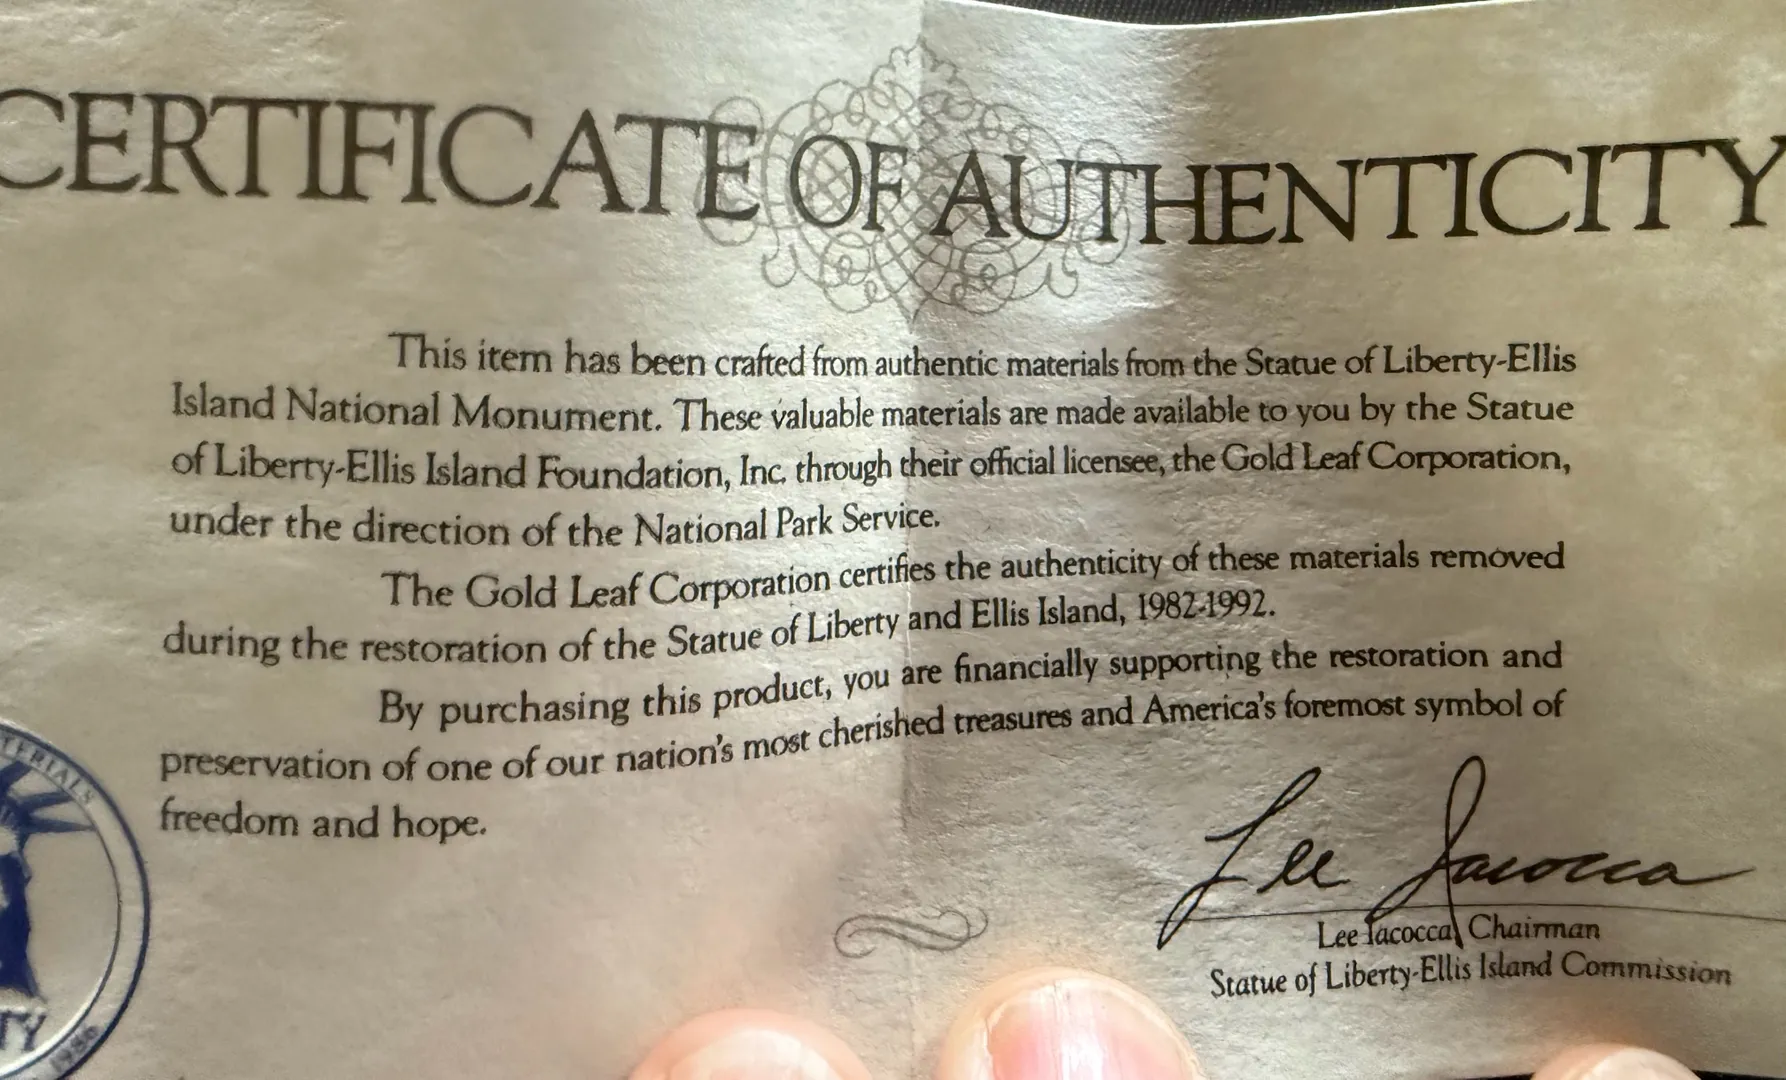 CERTIFICATE OF AUTHENTICITY
This item has been crafted from authentic materials from the Statue of Liberty-Ellis
Island National Monument. These valuable materials are made available to you by the Statue
of Liberty-Ellis Island Foundation, Inc. through their official licensee, the Gold Leaf Corporation,
under the direction of the National Park Service.
The Gold Leaf Corporation certifies the authenticity of these materials removed
during the restoration of the Statue of Liberty and Ellis Island, 1982-1992.
By purchasing this product, you are financially supporting the restoration and
preservation of one of our nation's most cherished treasures and America's foremost symbol of
freedom and hope.
Lee Iacocca
Lee Iacocca, Chairman
Statue of Liberty-Ellis Island Commission
1986